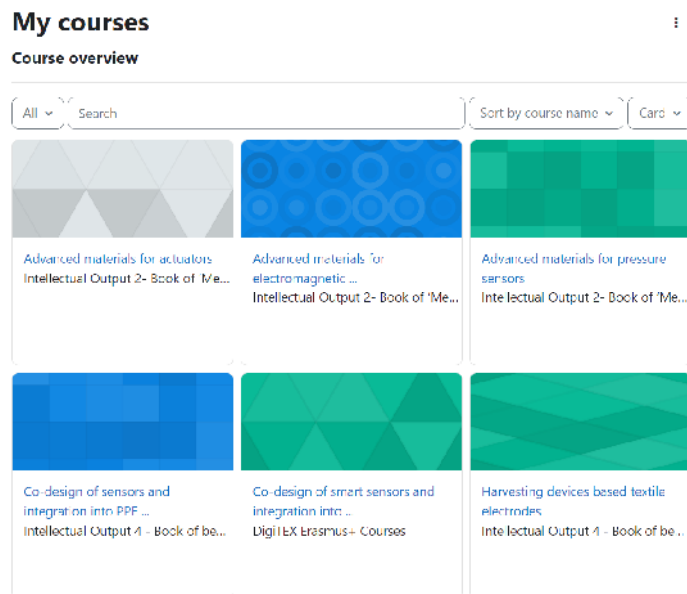 My courses
Course overview
All
Search
Sort by course name
Card
Advanced materials for actuators
Intellectual Output 2- Book of 'Me...
Advanced materials for
electromagnetic ...
Intellectual Output 2- Book of 'Me...
Advanced materials for pressure
sensors
Intellectual Output 2- Book of 'Me...
Co-design of sensors and
integration into PPE ...
Intellectual Output 4 - Book of be...
Co-design of smart sensors and
integration into ...
DigiTEX Erasmus+ Courses
Harvesting devices based textile
electrodes
Intellectual Output 4 - Book of be...